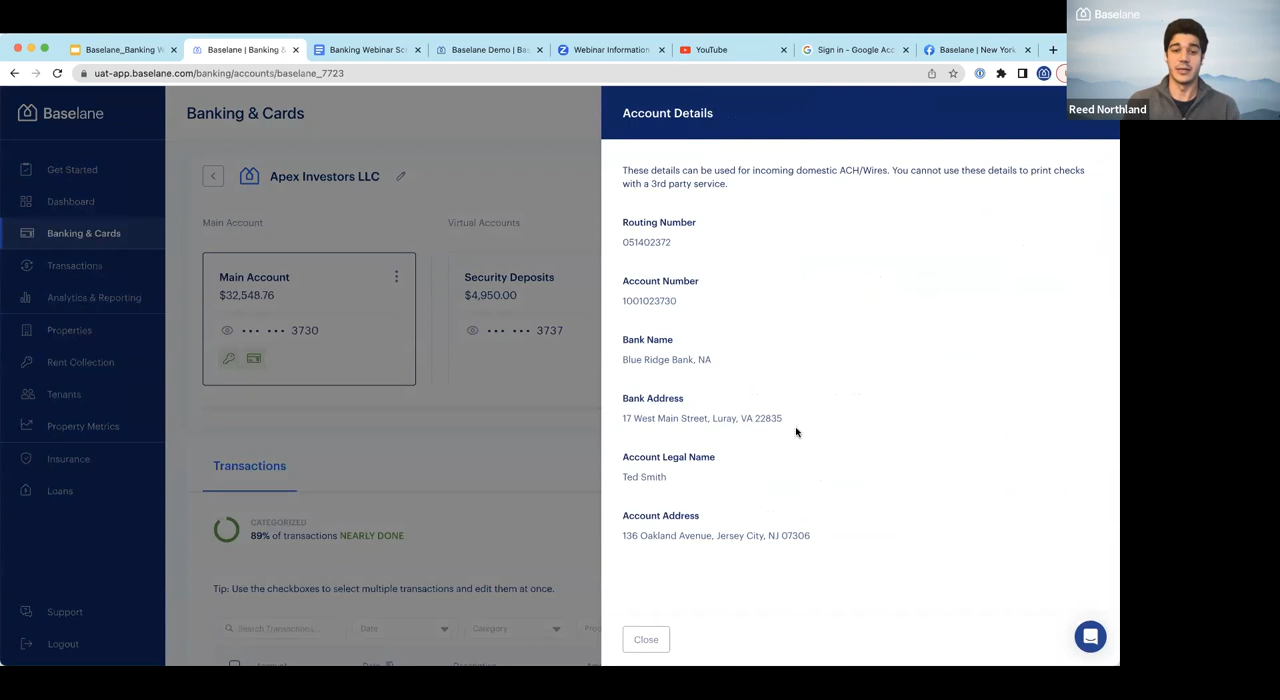 Baselane
Reed Northland
Baselane_Banking W
Baselane | Banking &
Banking Webinar Sc
Baselane Demo | Bas
Webinar Information
YouTube
Sign in - Google Acc
Baselane | New York
uat-app.baselane.com/banking/accounts/baselane_7723
Baselane
Get Started
Dashboard
Banking & Cards
Transactions
Analytics & Reporting
Properties
Rent Collection
Tenants
Property Metrics
Insurance
Loans
Support
Logout
Banking & Cards
Apex Investors LLC
Main Account
Virtual Accounts
Main Account
$32,548.76
••• ••• 3730
Security Deposits
$4,950.00
••• ••• 3737
Transactions
CATEGORIZED
89% of transactions NEARLY DONE
Tip: Use the checkboxes to select multiple transactions and edit them at once.
Search Transactions...
Date
Category
Account Details
These details can be used for incoming domestic ACH/Wires. You cannot use these details to print checks
with a 3rd party service.
Routing Number
051402372
Account Number
1001023730
Bank Name
Blue Ridge Bank, NA
Bank Address
17 West Main Street, Luray, VA 22835
Account Legal Name
Ted Smith
Account Address
136 Oakland Avenue, Jersey City, NJ 07306
Close